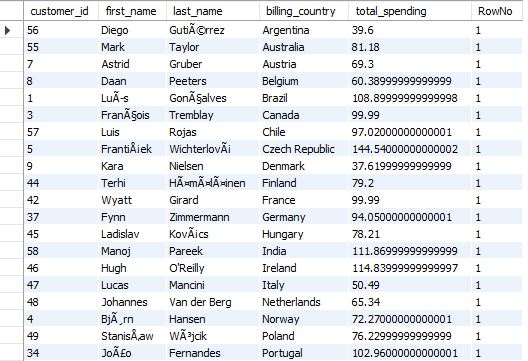 customer_id first_name last_name billing_country total_spending RowNo
56 Diego GutiÃ©rrez Argentina 39.6 1
55 Mark Taylor Australia 81.18 1
7 Astrid Gruber Austria 69.3 1
8 Daan Peeters Belgium 60.38999999999999 1
1 LuÃ-s GonÃ§alves Brazil 108.89999999999998 1
3 FranÃ§ois Tremblay Canada 99.99 1
57 Luis Rojas Chile 97.02000000000001 1
5 FrantiÅ¡ek WichterlovÃ¡ Czech Republic 144.54000000000002 1
9 Kara Nielsen Denmark 37.61999999999999 1
44 Terhi HÃ¤mÃ¤lÃ¤inen Finland 79.2 1
42 Wyatt Girard France 99.99 1
37 Fynn Zimmermann Germany 94.05000000000001 1
45 Ladislav KovÃ¡cs Hungary 78.21 1
58 Manoj Pareek India 111.86999999999999 1
46 Hugh O'Reilly Ireland 114.83999999999997 1
47 Lucas Mancini Italy 50.49 1
48 Johannes Van der Berg Netherlands 65.34 1
4 BjÃ¸rn Hansen Norway 72.27000000000001 1
49 StanisÅ‚aw WÃ³jcik Poland 76.22999999999999 1
34 JoÃ£o Fernandes Portugal 102.96000000000001 1